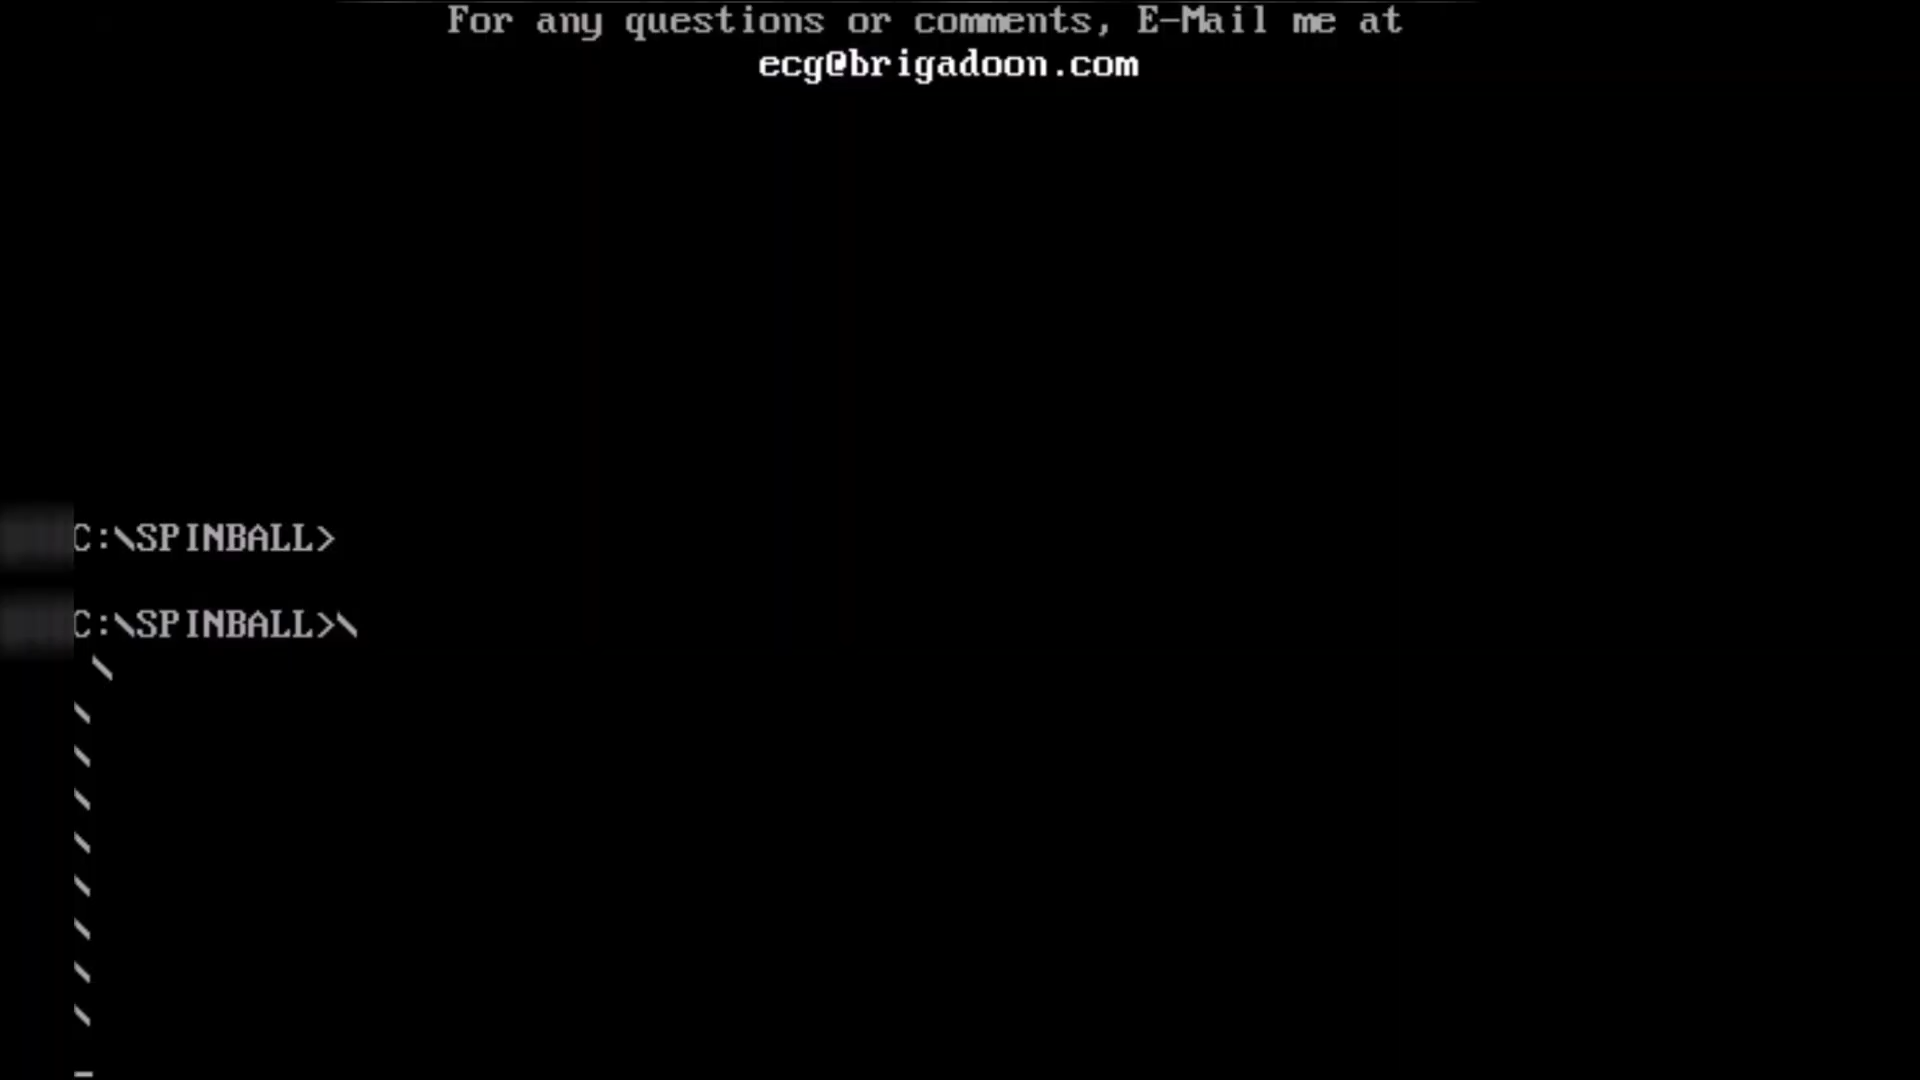 For any questions or comments, E-Mail me at
ecg@brigadoon.com
C:\SPINBALL>
C:\SPINBALL>\
\
\
\
\
\
\
\
\
\
_